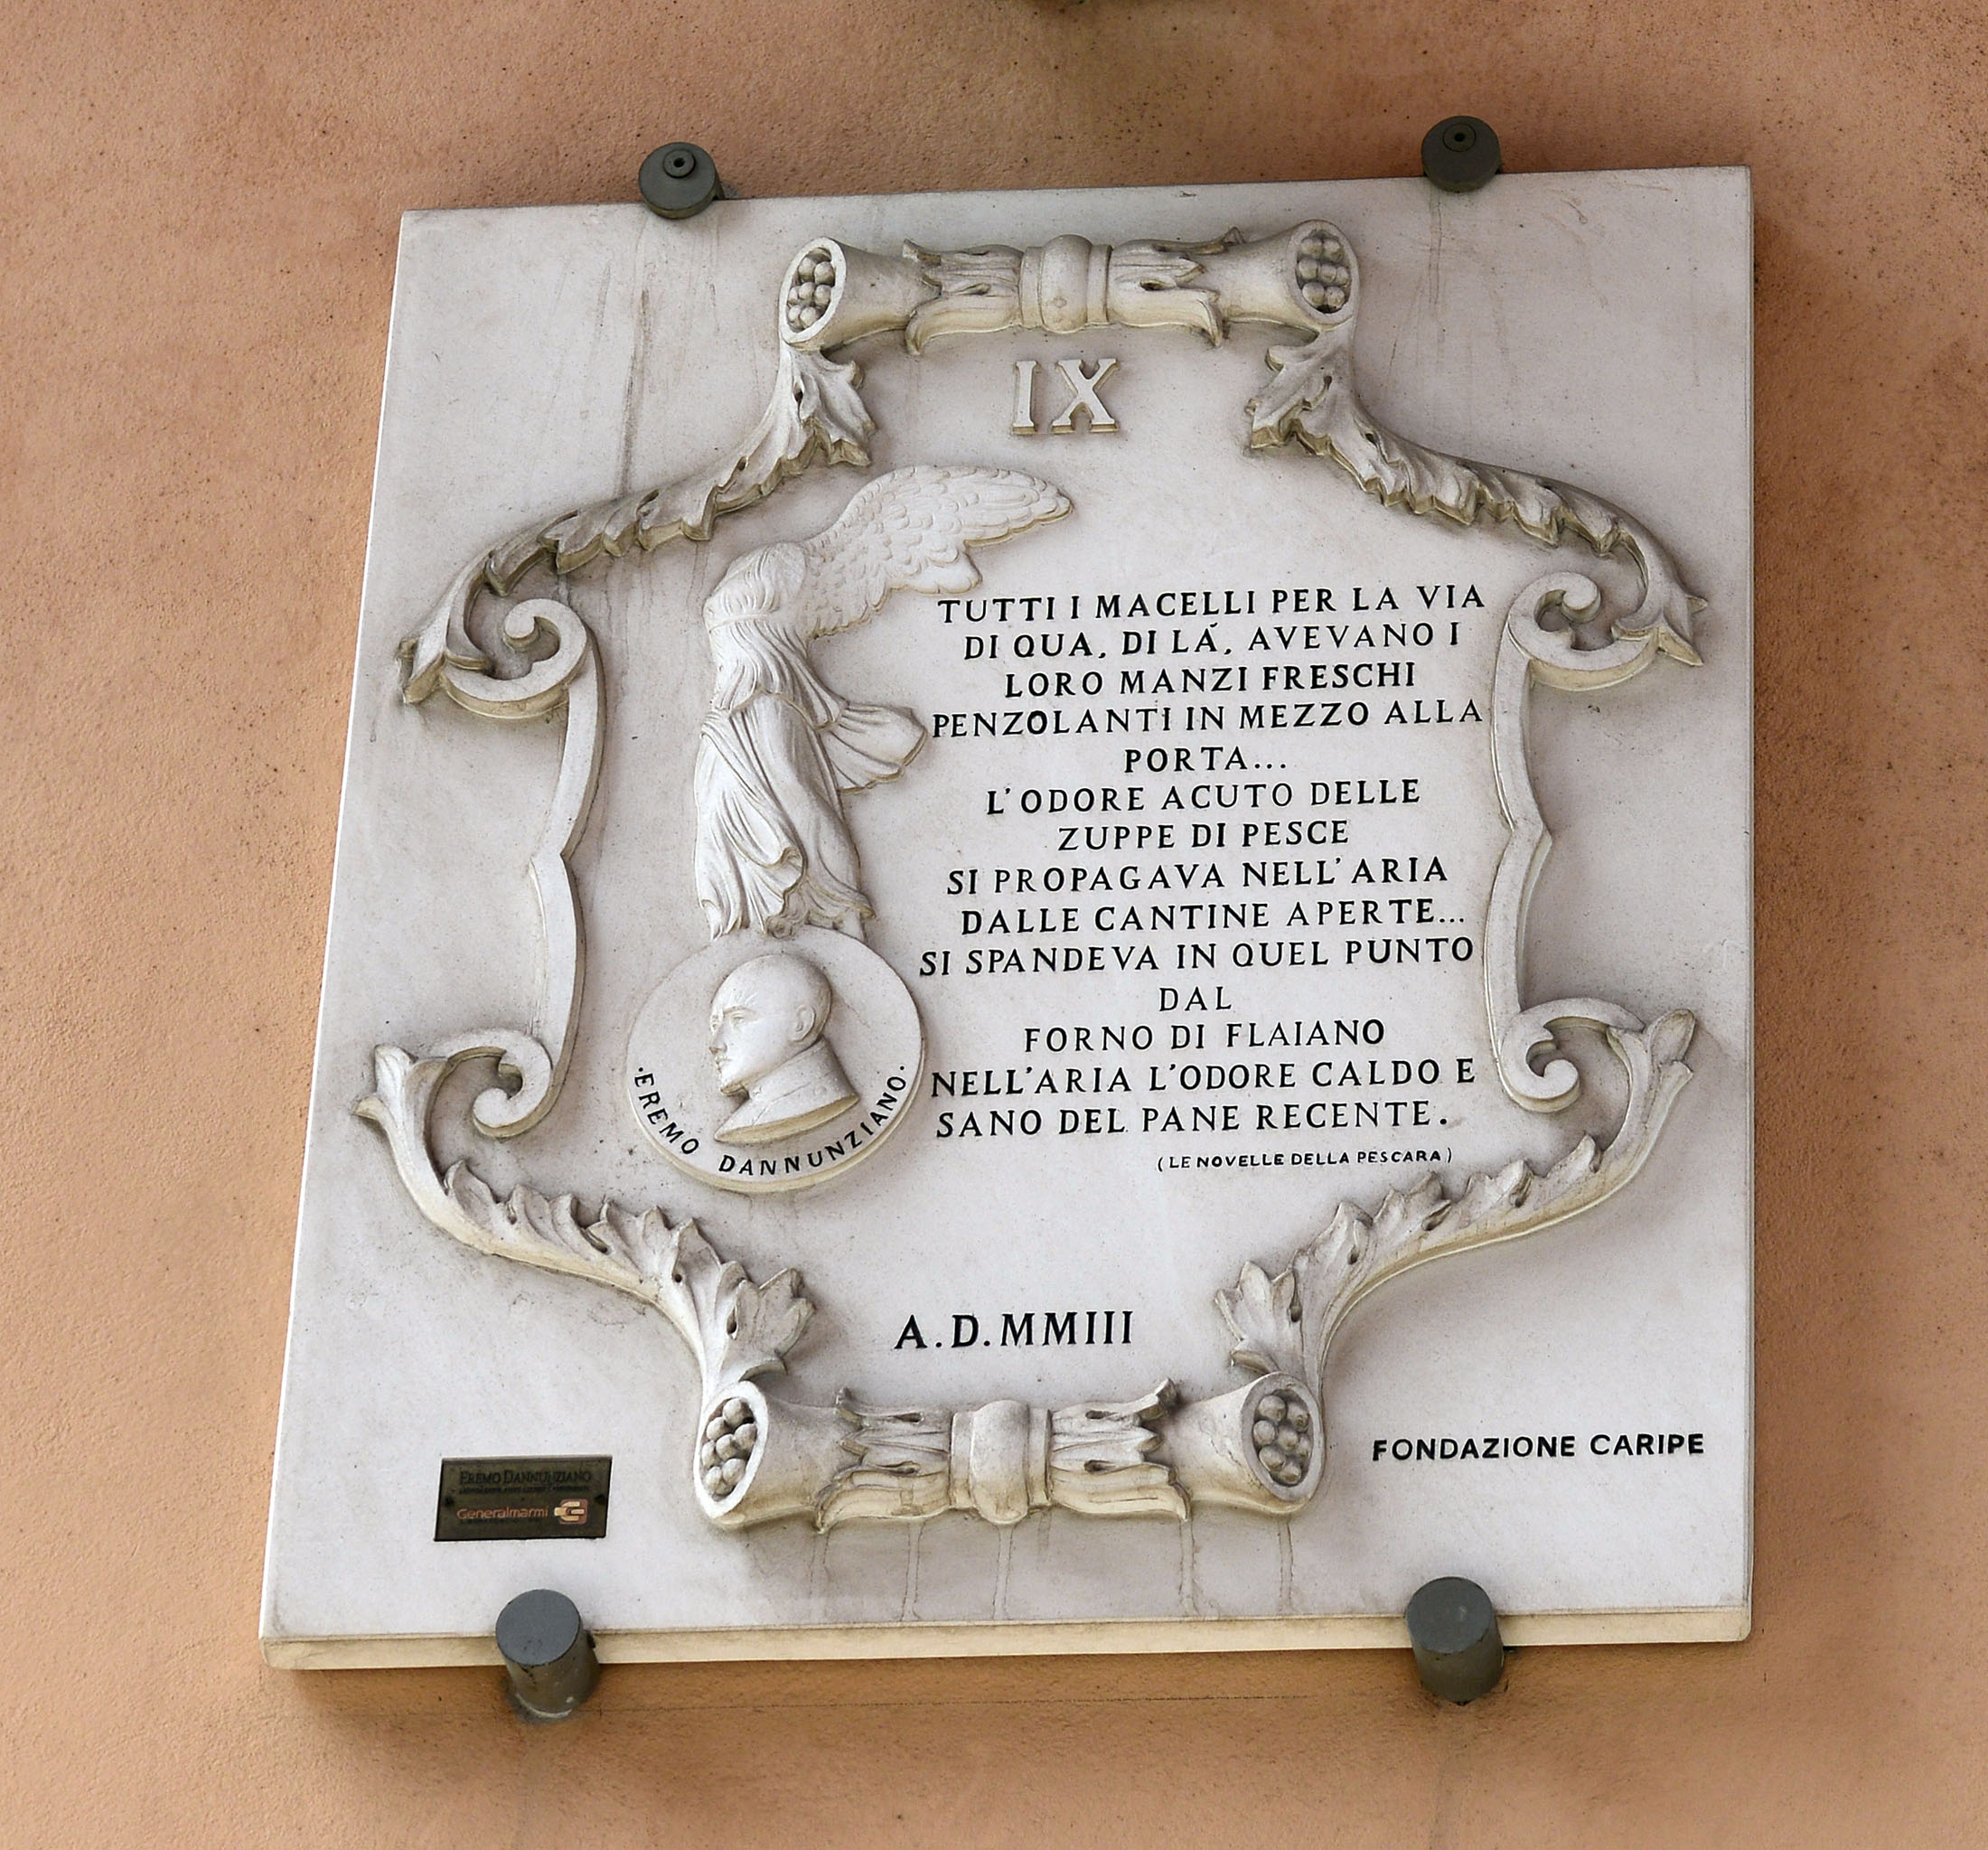 IX
TUTTI I MACELLI PER LA VIA
DI QUA, DI LÁ, AVEVANO I
LORO MANZI FRESCHI
PENZOLANTI IN MEZZO ALLA
PORTA...
L'ODORE ACUTO DELLE
ZUPPE DI PESCE
SI PROPAGAVA NELL'ARIA
DALLE CANTINE APERTE...
SI SPANDEVA IN QUEL PUNTO
DAL
FORNO DI FLAIANO
NELL'ARIA L'ODORE CALDO E
SANO DEL PANE RECENTE.
(LE NOVELLE DELLA PESCARA)
·EREMO DANNUNZIANO·
A.D.MMIII
FONDAZIONE CARIPE
EREMO DANNUNZIANO
Generalmarmi